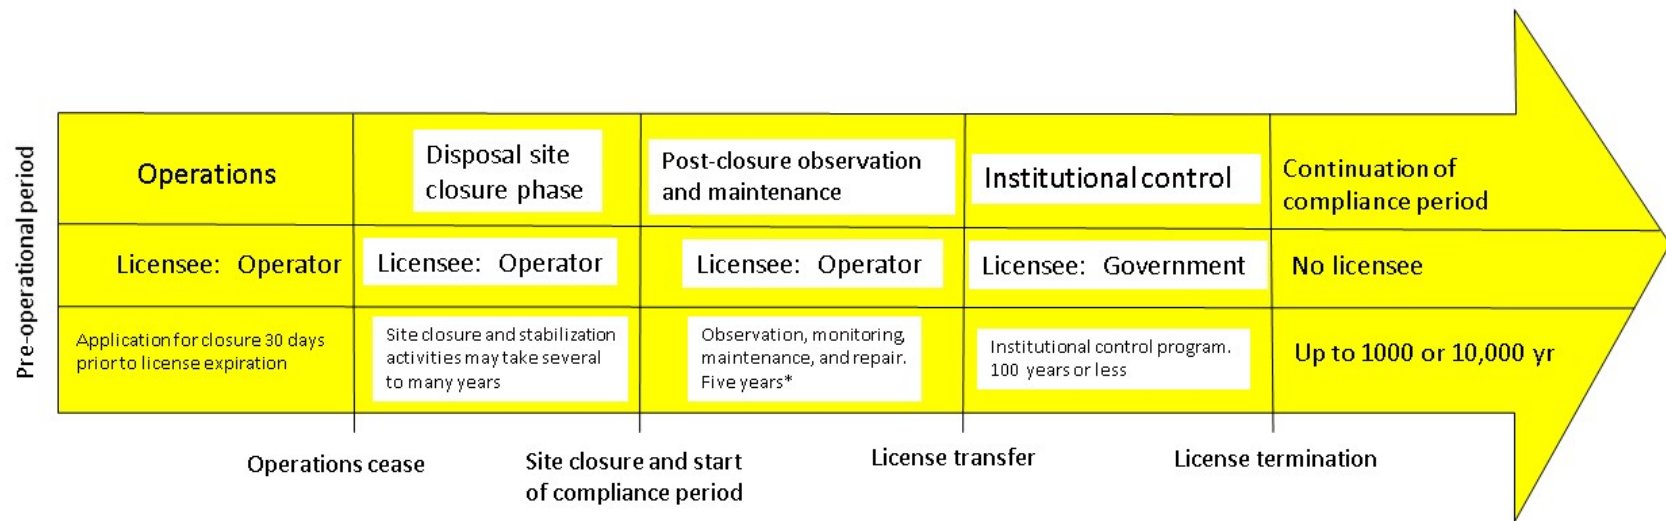 Pre-operational period
Operations
Disposal site
closure phase
Post-closure observation
and maintenance
Institutional control
Continuation of
compliance period
Licensee: Operator
Licensee: Operator
Licensee: Operator
Licensee: Government
No licensee
Application for closure 30 days
prior to license expiration
Site closure and stabilization
activities may take several
to many years
Observation, monitoring,
maintenance, and repair.
Five years*
Institutional control program.
100 years or less
Up to 1000 or 10,000 yr
Operations cease
Site closure and start
of compliance period
License transfer
License termination